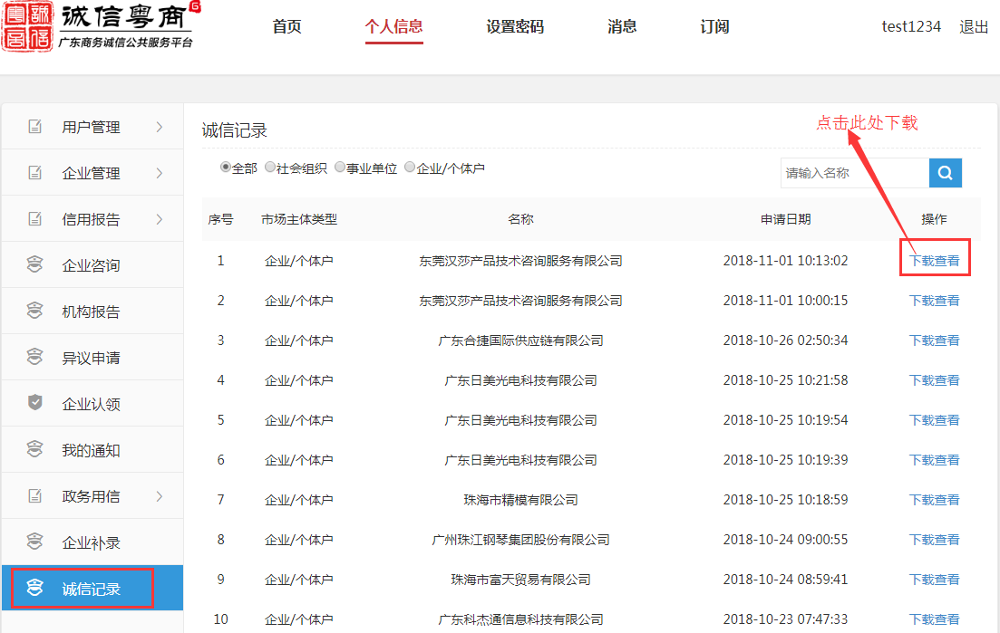 诚信粤商
广东商务诚信公共服务平台
首页 个人信息 设置密码 消息 订阅 test1234 退出
用户管理
企业管理
信用报告
企业咨询
机构报告
异议申请
企业认领
我的通知
政务用信
企业补录
诚信记录
诚信记录
点击此处下载
全部 社会组织 事业单位 企业/个体户 请输入名称
序号 市场主体类型 名称 申请日期 操作
1 企业/个体户 东莞汉莎产品技术咨询服务有限公司 2018-11-01 10:13:02 下载查看
2 企业/个体户 东莞汉莎产品技术咨询服务有限公司 2018-11-01 10:00:15 下载查看
3 企业/个体户 广东合捷国际供应链有限公司 2018-10-26 02:50:34 下载查看
4 企业/个体户 广东日美光电科技有限公司 2018-10-25 10:21:58 下载查看
5 企业/个体户 广东日美光电科技有限公司 2018-10-25 10:19:54 下载查看
6 企业/个体户 广东日美光电科技有限公司 2018-10-25 10:19:39 下载查看
7 企业/个体户 珠海市精模有限公司 2018-10-25 10:18:59 下载查看
8 企业/个体户 广州珠江钢琴集团股份有限公司 2018-10-24 09:00:55 下载查看
9 企业/个体户 珠海市富天贸易有限公司 2018-10-24 08:59:41 下载查看
10 企业/个体户 广东科杰通信息科技有限公司 2018-10-23 07:47:33 下载查看